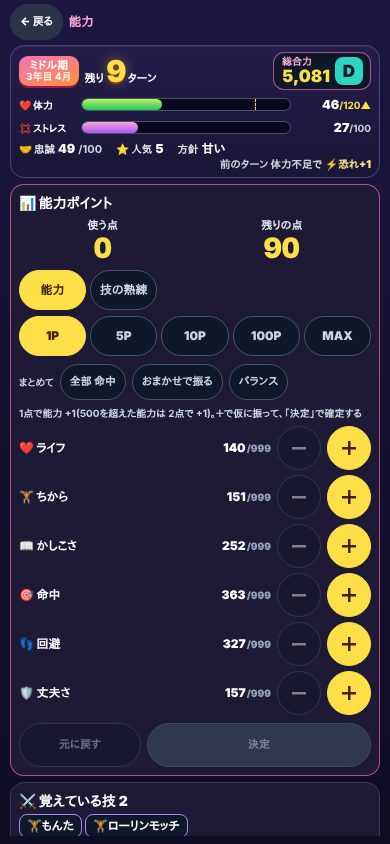 ← 戻る 能力
ミドル期
3年目 4月
残り 9 ターン
総合力
5,081 D
体力 46/120▲
ストレス 27/100
忠誠 49 /100 人気 5 方針 甘い
前のターン 体力不足で ⚡恐れ+1
📊 能力ポイント
使う点 残りの点
0 90
能力 技の熟練
1P 5P 10P 100P MAX
まとめて 全部 命中 おまかせで振る バランス
1点で能力 +1(500を超えた能力は 2点で +1)。＋で仮に振って、「決定」で確定する
ライフ 140/999 − ＋
ちから 151/999 − ＋
かしこさ 252/999 − ＋
命中 363/999 − ＋
回避 327/999 − ＋
丈夫さ 157/999 − ＋
元に戻す 決定
⚔️ 覚えている技 2
もんた ローリンモッチ